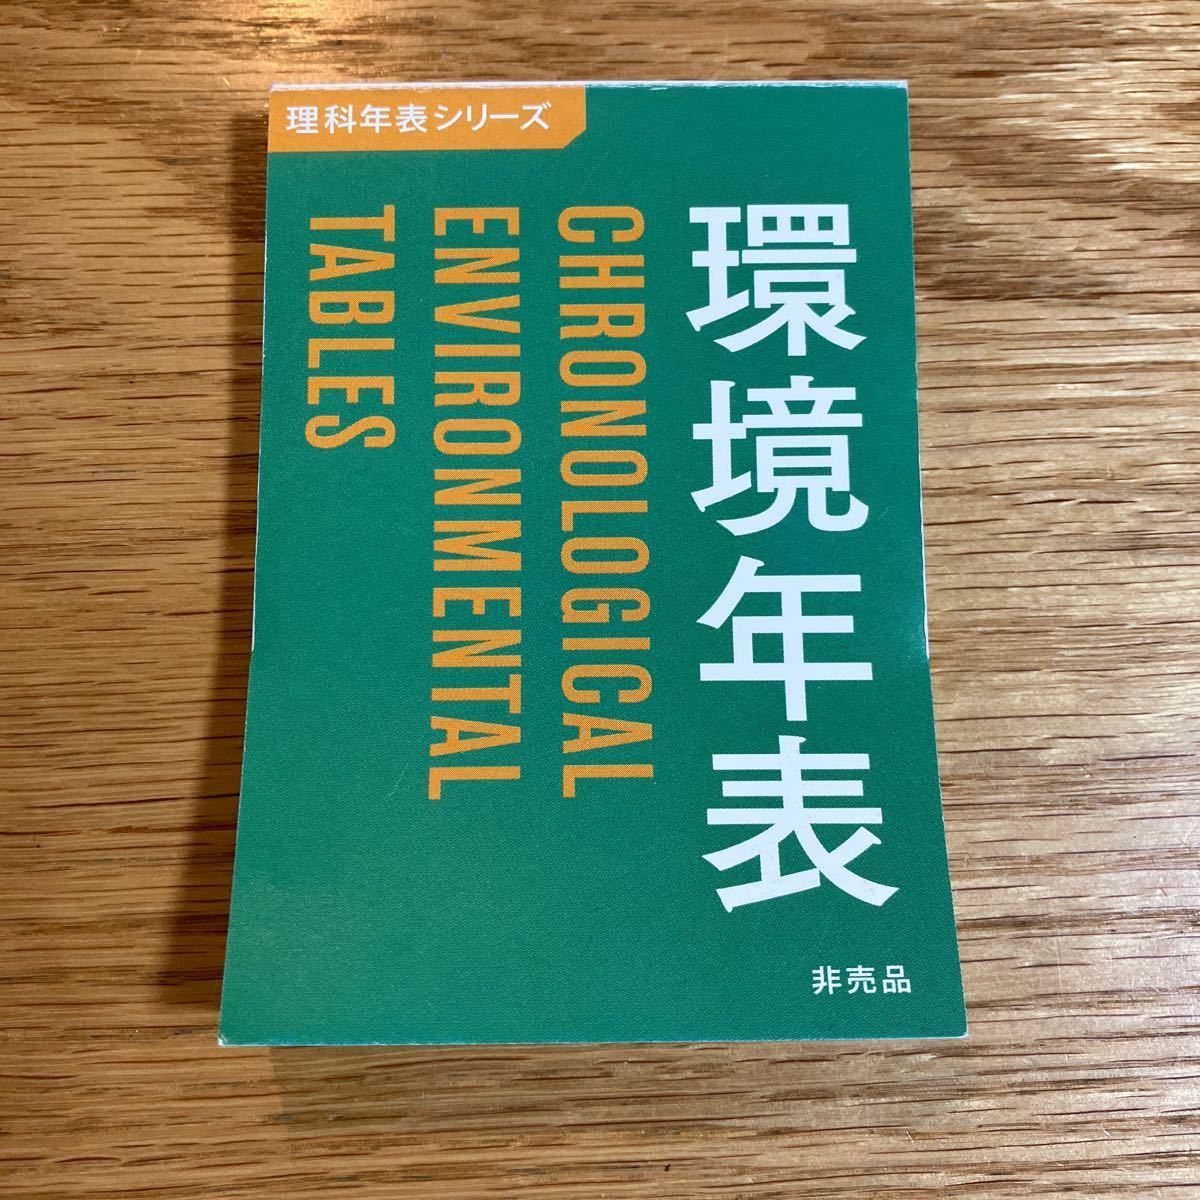 理科年表シリーズ
環境年表
CHRONOLOGICAL
ENVIRONMENTAL
TABLES
非売品